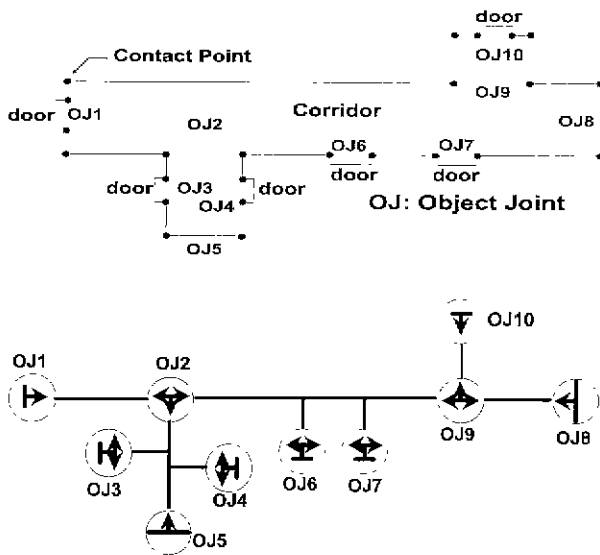 door
OJ10
Contact Point
OJ9
door OJ1
Corridor
OJ2
OJ8
OJ6
OJ7
door
door
door
OJ3
door
OJ4
OJ: Object Joint
OJ5
OJ10
OJ1
OJ2
OJ9
OJ8
OJ3
OJ4
OJ6
OJ7
OJ5